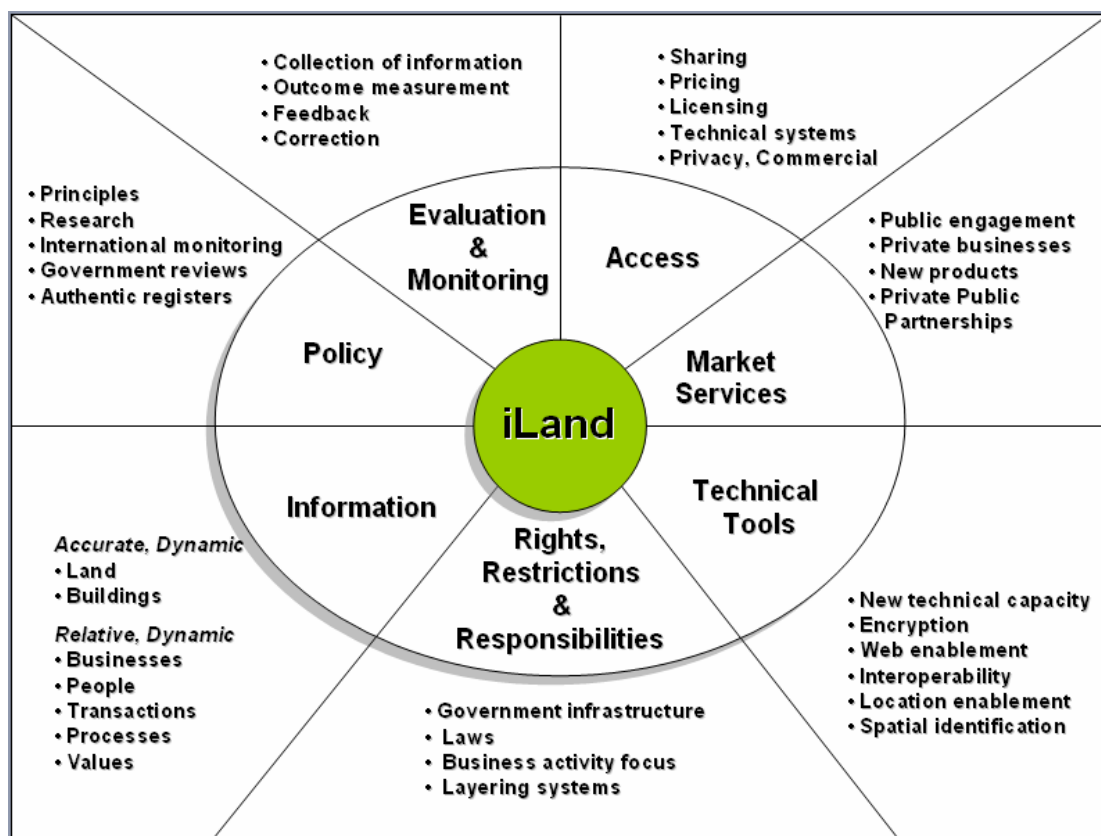 • Collection of information
• Outcome measurement
• Feedback
• Correction
• Sharing
• Pricing
• Licensing
• Technical systems
• Privacy, Commercial
• Principles
• Research
• International monitoring
• Government reviews
• Authentic registers
Evaluation
&
Monitoring
Access
• Public engagement
• Private businesses
• New products
• Private Public
Partnerships
Policy
Market
Services
iLand
Information
Technical
Tools
Rights,
Restrictions
&
Responsibilities
Accurate, Dynamic
• Land
• Buildings
Relative, Dynamic
• Businesses
• People
• Transactions
• Processes
• Values
• Government infrastructure
• Laws
• Business activity focus
• Layering systems
• New technical capacity
• Encryption
• Web enablement
• Interoperability
• Location enablement
• Spatial identification